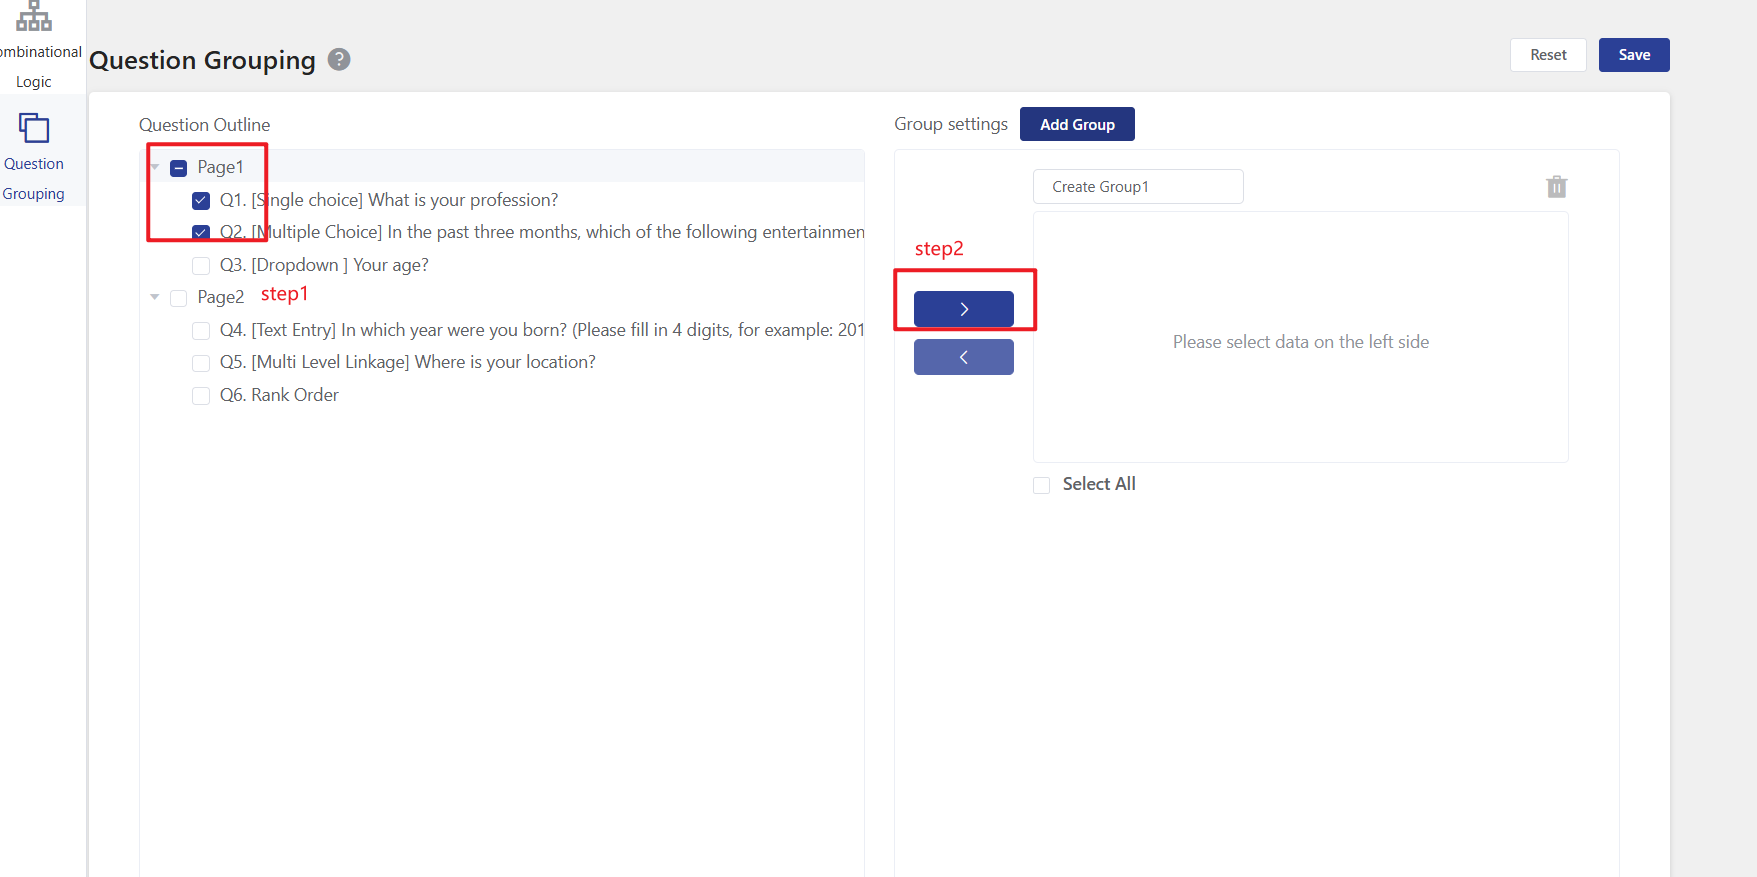 ombinational
Logic
Question
Grouping
Question Grouping ?
Reset
Save
Question Outline
Page1
Q1. [Single choice] What is your profession?
Q2. [Multiple Choice] In the past three months, which of the following entertainmen
Q3. [Dropdown ] Your age?
Page2 step1
Q4. [Text Entry] In which year were you born? (Please fill in 4 digits, for example: 201
Q5. [Multi Level Linkage] Where is your location?
Q6. Rank Order
Group settings
Add Group
Create Group1
step2
Please select data on the left side
Select All